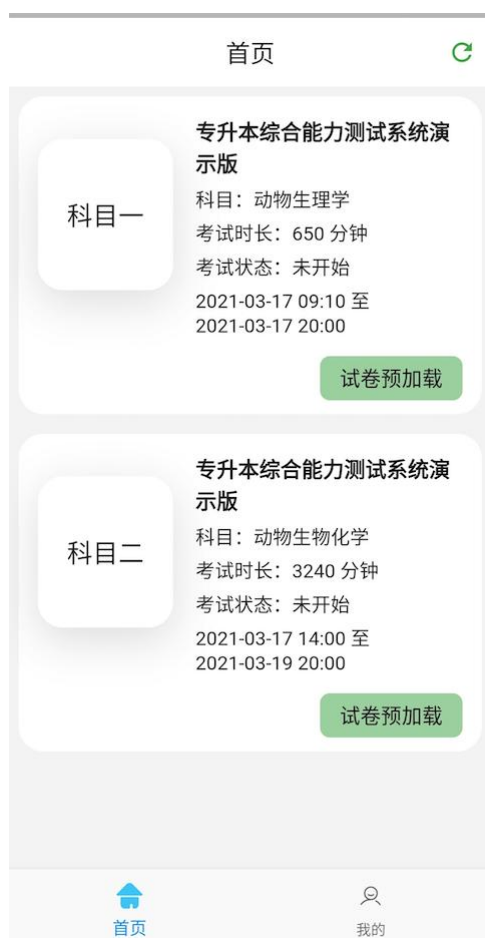 首页
专升本综合能力测试系统演
示版
科目一
科目：动物生理学
考试时长：650 分钟
考试状态：未开始
2021-03-17 09:10 至
2021-03-17 20:00
试卷预加载
专升本综合能力测试系统演
示版
科目二
科目：动物生物化学
考试时长：3240 分钟
考试状态：未开始
2021-03-17 14:00 至
2021-03-19 20:00
试卷预加载
首页
我的